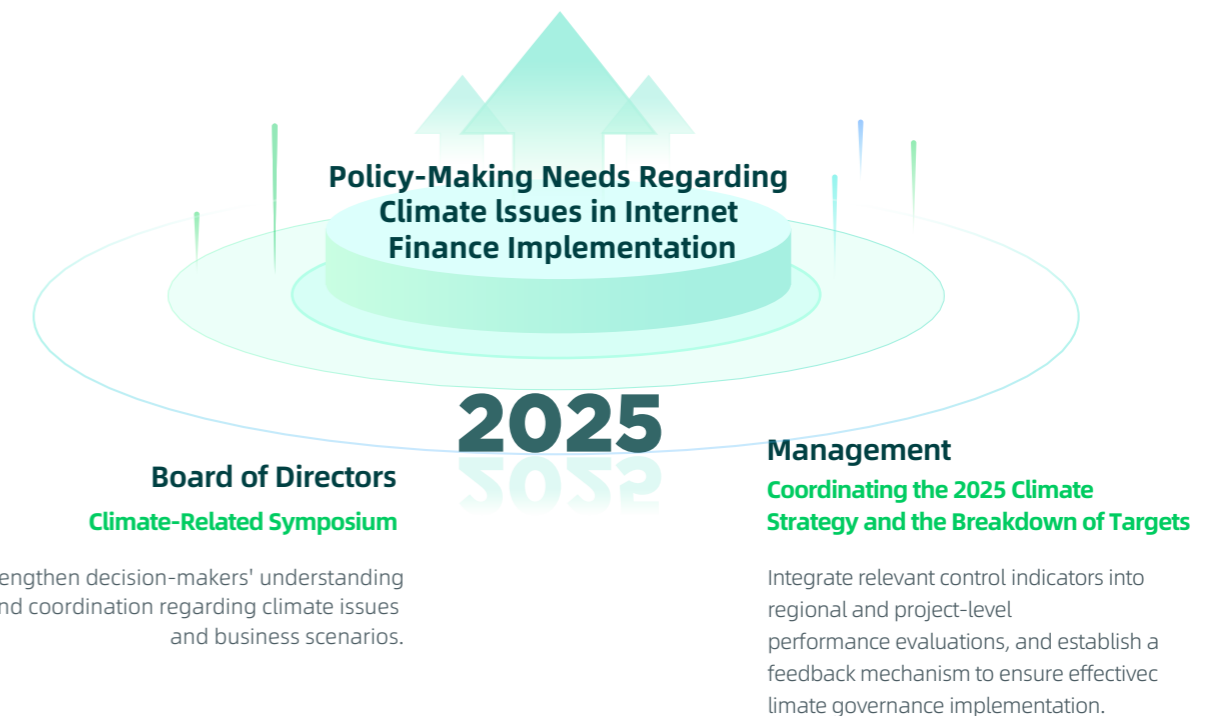 Policy-Making Needs Regarding
Climate lssues in Internet
Finance Implementation
2025
Board of Directors
Climate-Related Symposium
engthen decision-makers' understanding
nd coordination regarding climate issues
and business scenarios.
Management
Coordinating the 2025 Climate
Strategy and the Breakdown of Targets
Integrate relevant control indicators into
regional and project-level
performance evaluations, and establish a
feedback mechanism to ensure effectivec
limate governance implementation.